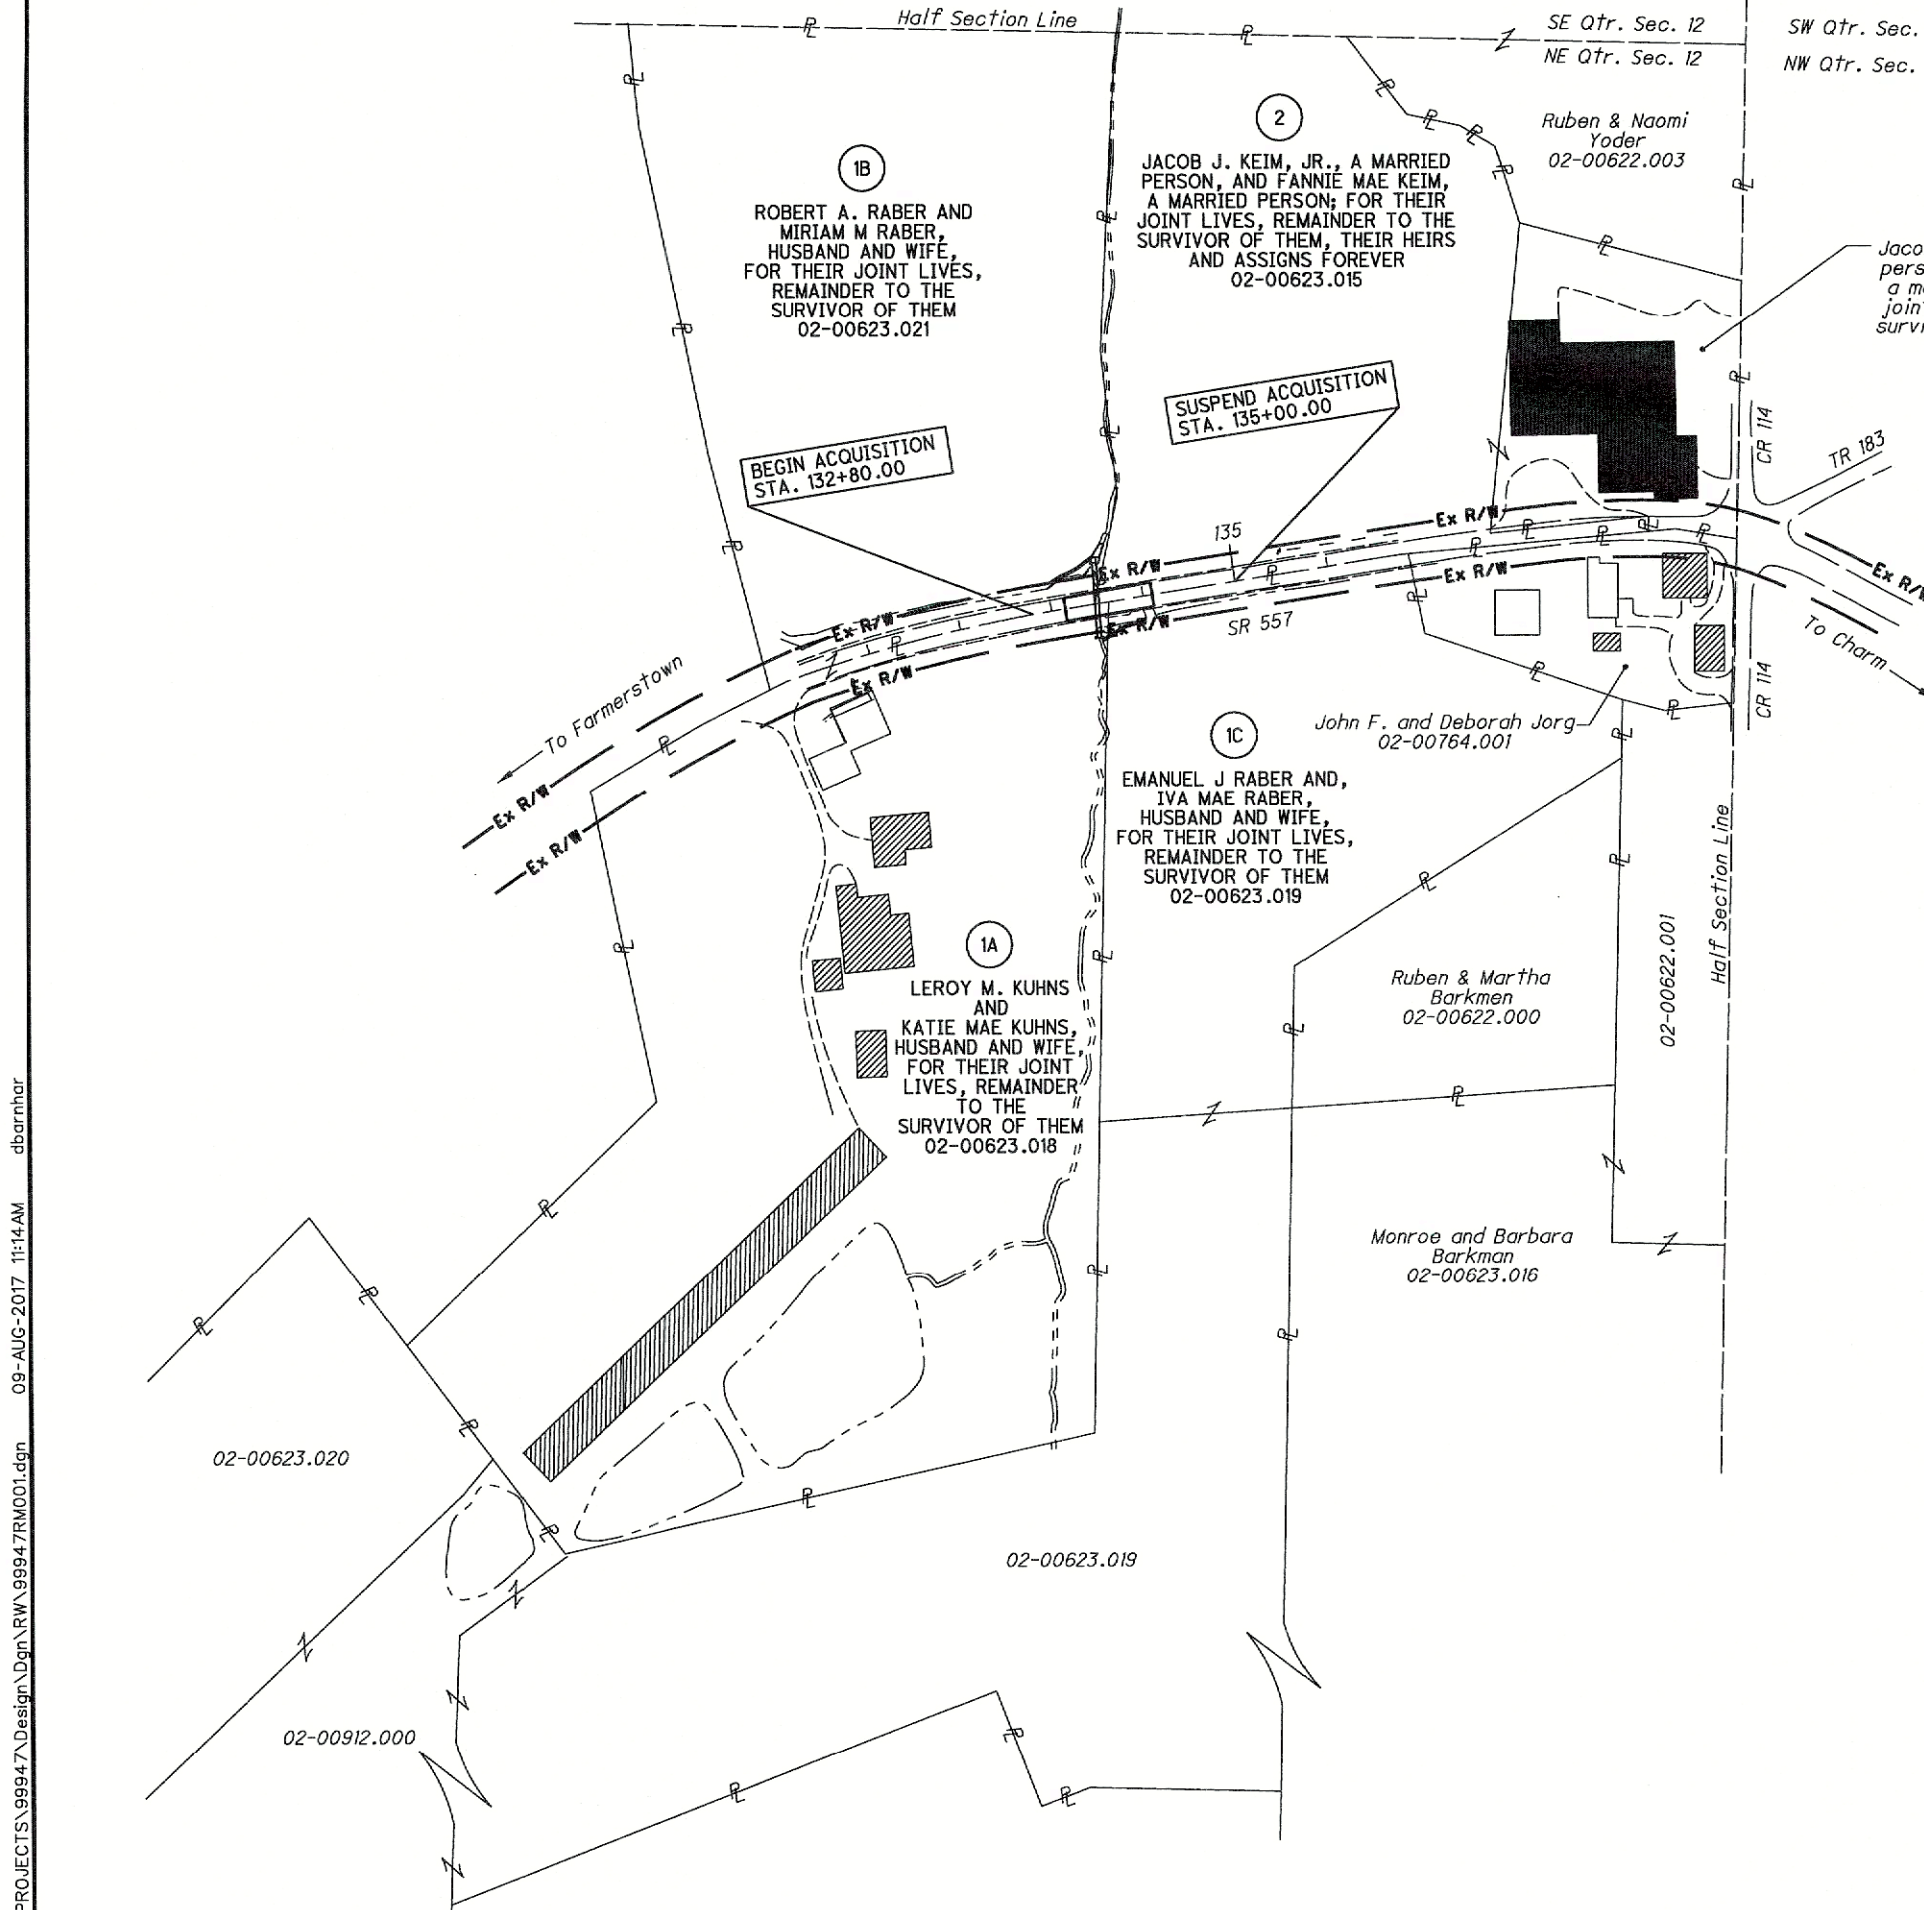 Half Section Line
SE Qtr. Sec. 12
SW Qtr. Sec.
NE Qtr. Sec. 12
NW Qtr. Sec.
1B
ROBERT A. RABER AND
MIRIAM M RABER,
HUSBAND AND WIFE,
FOR THEIR JOINT LIVES,
REMAINDER TO THE
SURVIVOR OF THEM
02-00623.021
2
JACOB J. KEIM, JR., A MARRIED
PERSON, AND FANNIE MAE KEIM,
A MARRIED PERSON; FOR THEIR
JOINT LIVES, REMAINDER TO THE
SURVIVOR OF THEM, THEIR HEIRS
AND ASSIGNS FOREVER
02-00623.015
Ruben & Naomi
Yoder
02-00622.003
BEGIN ACQUISITION
STA. 132+80.00
SUSPEND ACQUISITION
STA. 135+00.00
CR 114
TR 183
135
Ex R/W
Ex R/W
Ex R/W
Ex R/W
Ex R/W
Ex R/W
Ex R/W
Ex R/W
Ex R/W
SR 557
To Farmerstown
To Charm
CR 114
John F. and Deborah Jorg
02-00764.001
1C
EMANUEL J RABER AND,
IVA MAE RABER,
HUSBAND AND WIFE,
FOR THEIR JOINT LIVES,
REMAINDER TO THE
SURVIVOR OF THEM
02-00623.019
1A
LEROY M. KUHNS
AND
KATIE MAE KUHNS,
HUSBAND AND WIFE,
FOR THEIR JOINT
LIVES, REMAINDER
TO THE
SURVIVOR OF THEM
02-00623.018
Ruben & Martha
Barkmen
02-00622.000
02-00622.001
Half Section Line
Monroe and Barbara
Barkman
02-00623.016
02-00623.020
02-00623.019
02-00912.000
PROJECTS\99947\Design\Dgn\RW\99947RM001.dgn 09-AUG-2017 11:14AM dbarnhar